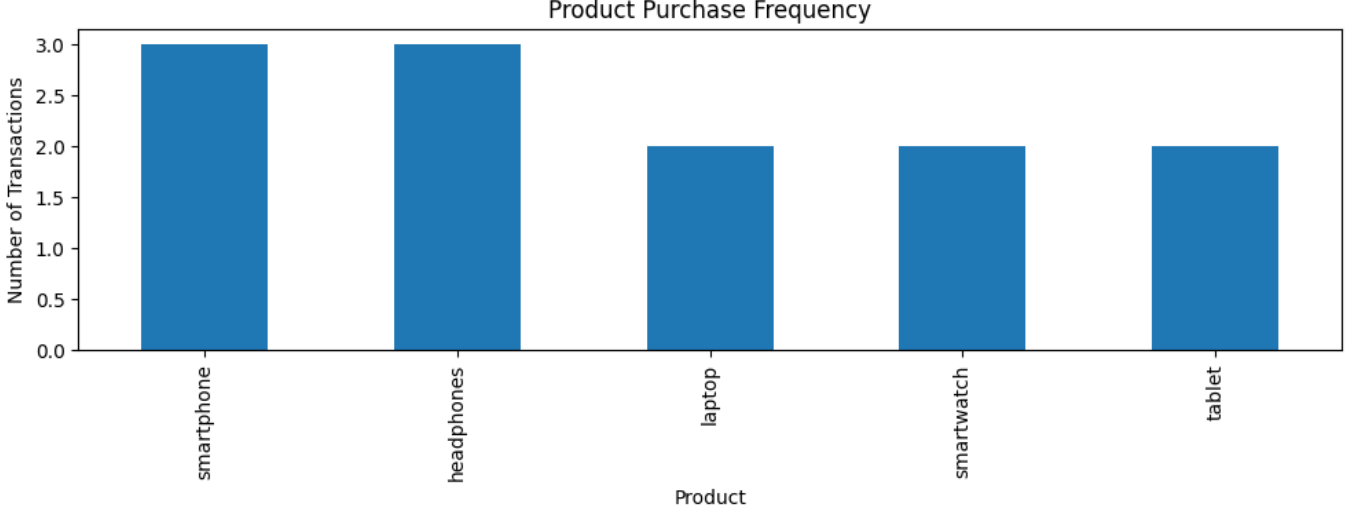 Product Purchase Frequency
Number of Transactions
3.0
2.5
2.0
1.5
1.0
0.5
0.0
smartphone
headphones
laptop
smartwatch
tablet
Product